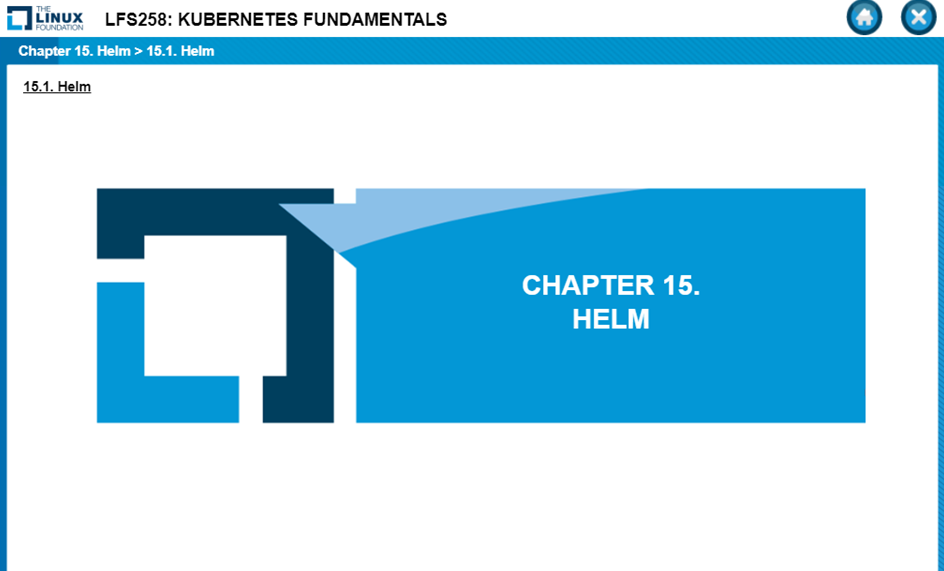 THE
LINUX
FOUNDATION
LFS258: KUBERNETES FUNDAMENTALS
Chapter 15. Helm > 15.1. Helm
15.1. Helm
CHAPTER 15.
HELM